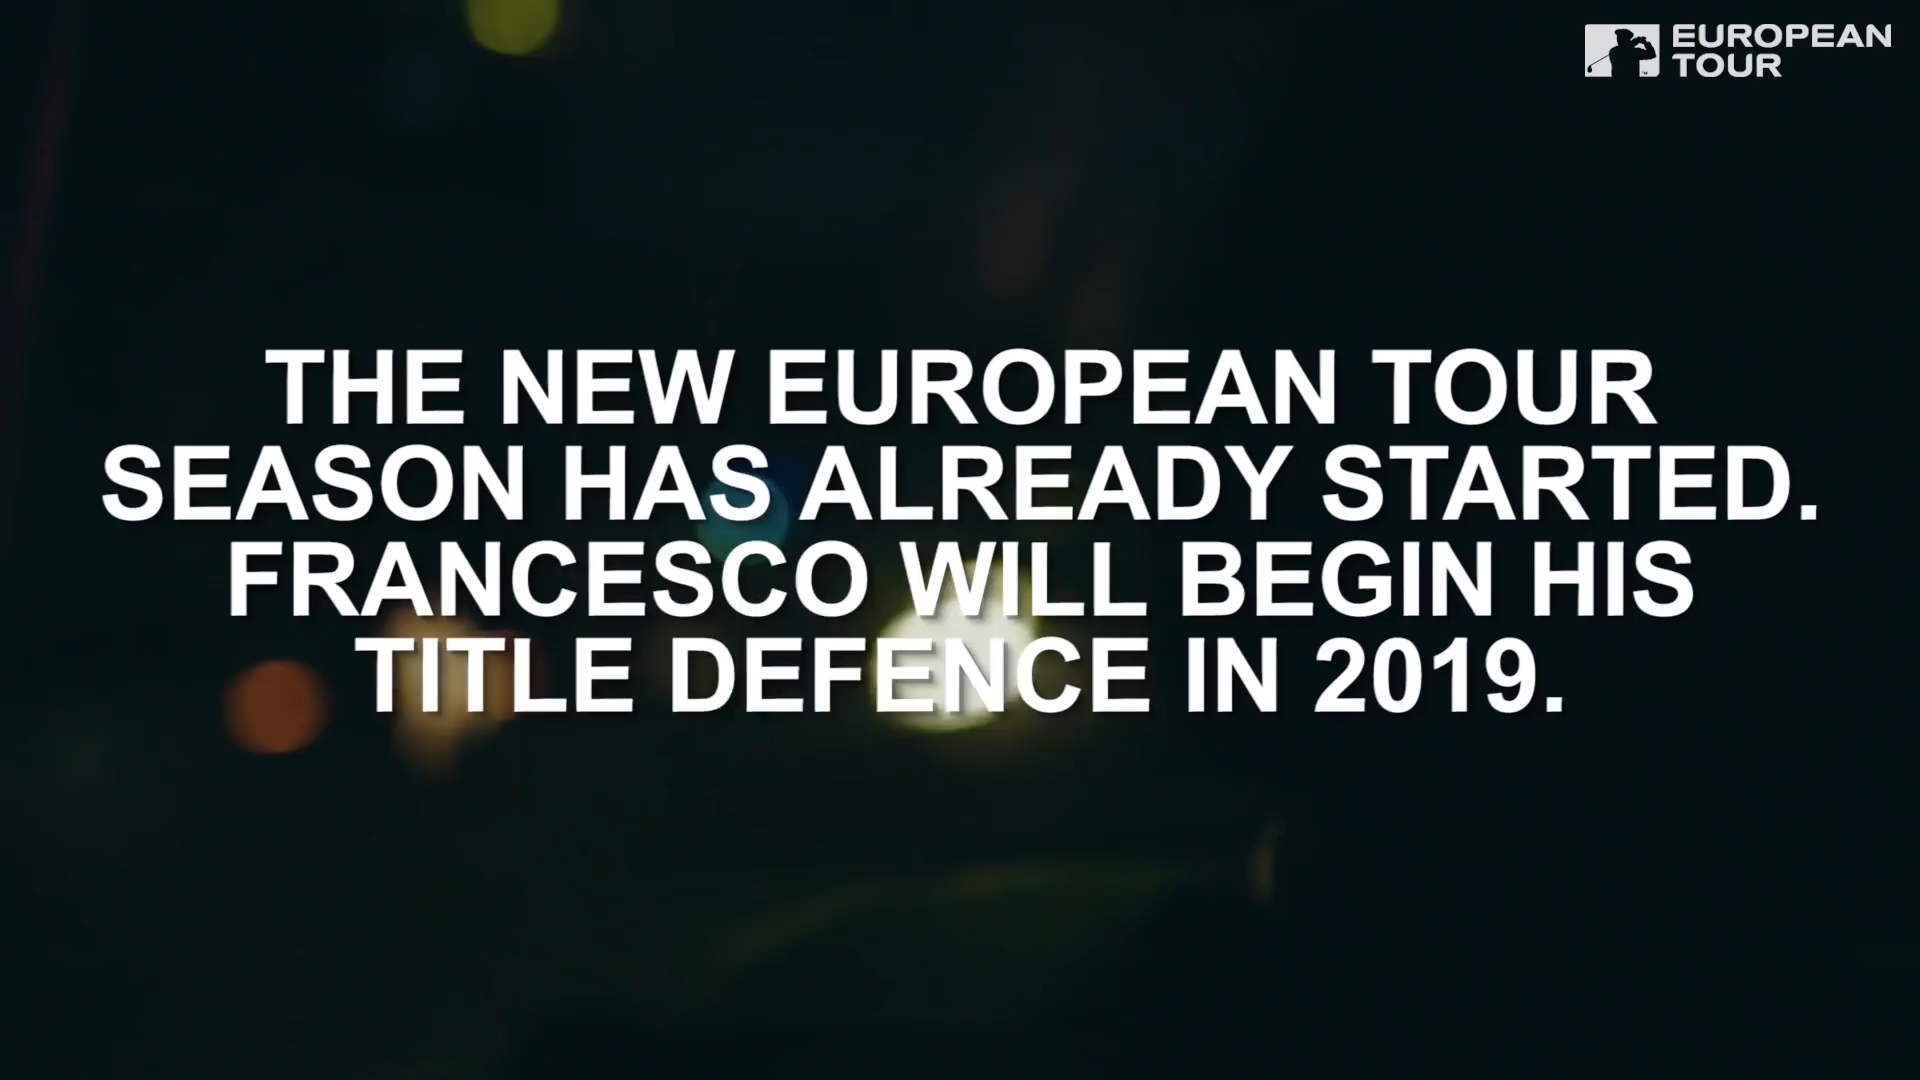 EUROPEAN
TOUR
THE NEW EUROPEAN TOUR
SEASON HAS ALREADY STARTED.
FRANCESCO WILL BEGIN HIS
TITLE DEFENCE IN 2019.